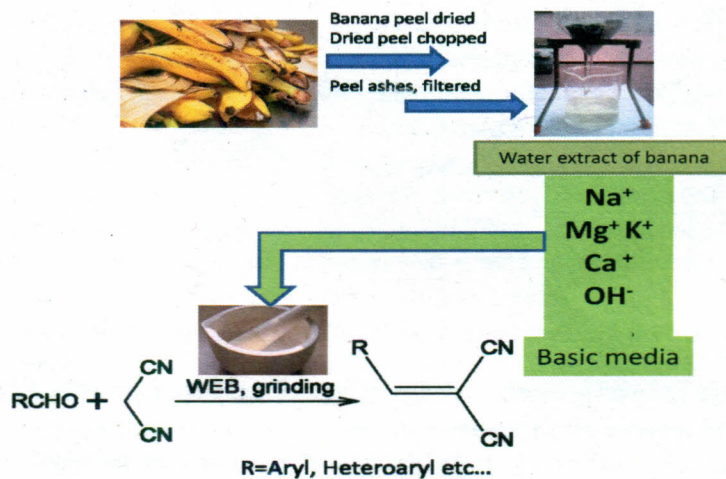 Banana peel dried
Dried peel chopped
Peel ashes, filtered
Water extract of banana
Na⁺
Mg⁺ K⁺
Ca ⁺
OH⁻
Basic media
RCHO +
CN
CN
WEB, grinding
R
CN
CN
R=Aryl, Heteroaryl etc...